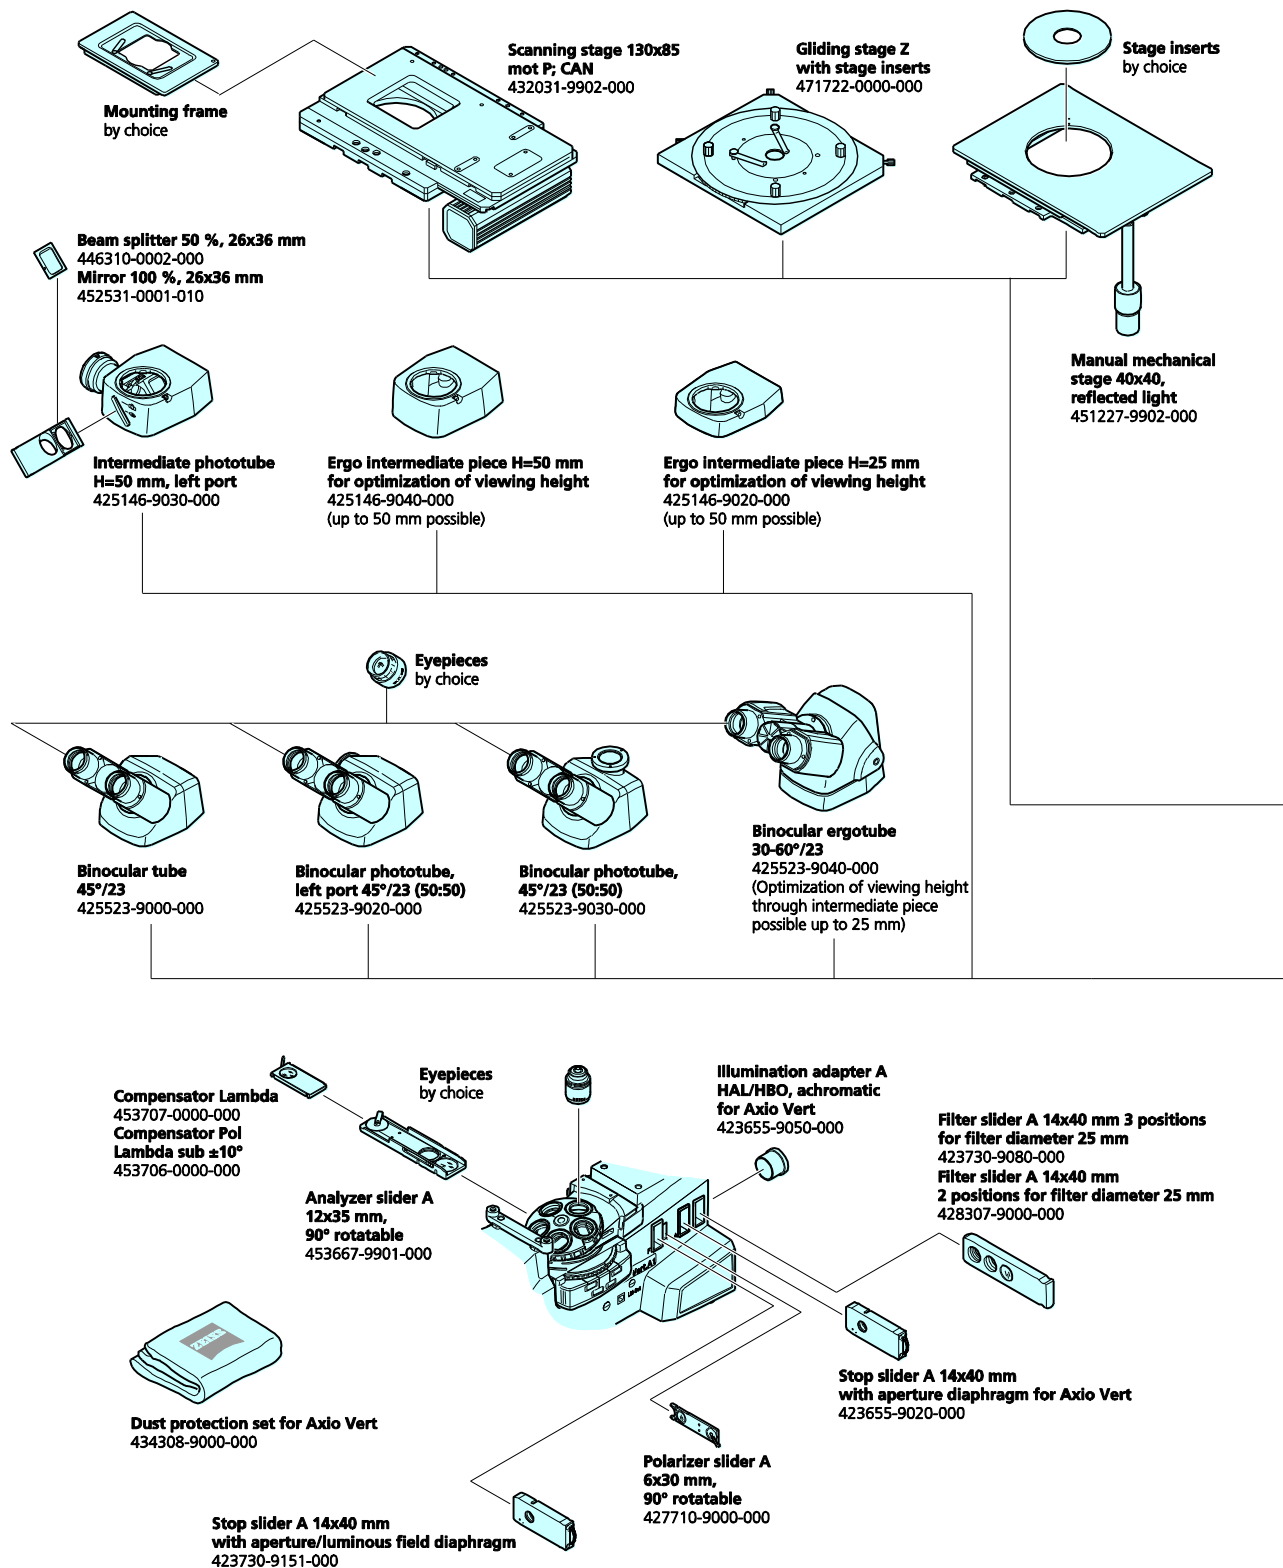 Scanning stage 130x85
mot P; CAN
432031-9902-000
Gliding stage Z
with stage inserts
471722-0000-000
Stage inserts
by choice
Mounting frame
by choice
Beam splitter 50 %, 26x36 mm
446310-0002-000
Mirror 100 %, 26x36 mm
452531-0001-010
Manual mechanical
stage 40x40,
reflected light
451227-9902-000
Intermediate phototube
H=50 mm, left port
425146-9030-000
Ergo intermediate piece H=50 mm
for optimization of viewing height
425146-9040-000
(up to 50 mm possible)
Ergo intermediate piece H=25 mm
for optimization of viewing height
425146-9020-000
(up to 50 mm possible)
Eyepieces
by choice
Binocular tube
45°/23
425523-9000-000
Binocular phototube,
left port 45°/23 (50:50)
425523-9020-000
Binocular phototube,
45°/23 (50:50)
425523-9030-000
Binocular ergotube
30-60°/23
425523-9040-000
(Optimization of viewing height
through intermediate piece
possible up to 25 mm)
Compensator Lambda
453707-0000-000
Compensator Pol
Lambda sub ±10°
453706-0000-000
Eyepieces
by choice
Illumination adapter A
HAL/HBO, achromatic
for Axio Vert
423655-9050-000
Filter slider A 14x40 mm 3 positions
for filter diameter 25 mm
423730-9080-000
Filter slider A 14x40 mm
2 positions for filter diameter 25 mm
428307-9000-000
Analyzer slider A
12x35 mm,
90° rotatable
453667-9901-000
Vert.A1
ZEISS
Dust protection set for Axio Vert
434308-9000-000
Stop slider A 14x40 mm
with aperture diaphragm for Axio Vert
423655-9020-000
Polarizer slider A
6x30 mm,
90° rotatable
427710-9000-000
Stop slider A 14x40 mm
with aperture/luminous field diaphragm
423730-9151-000